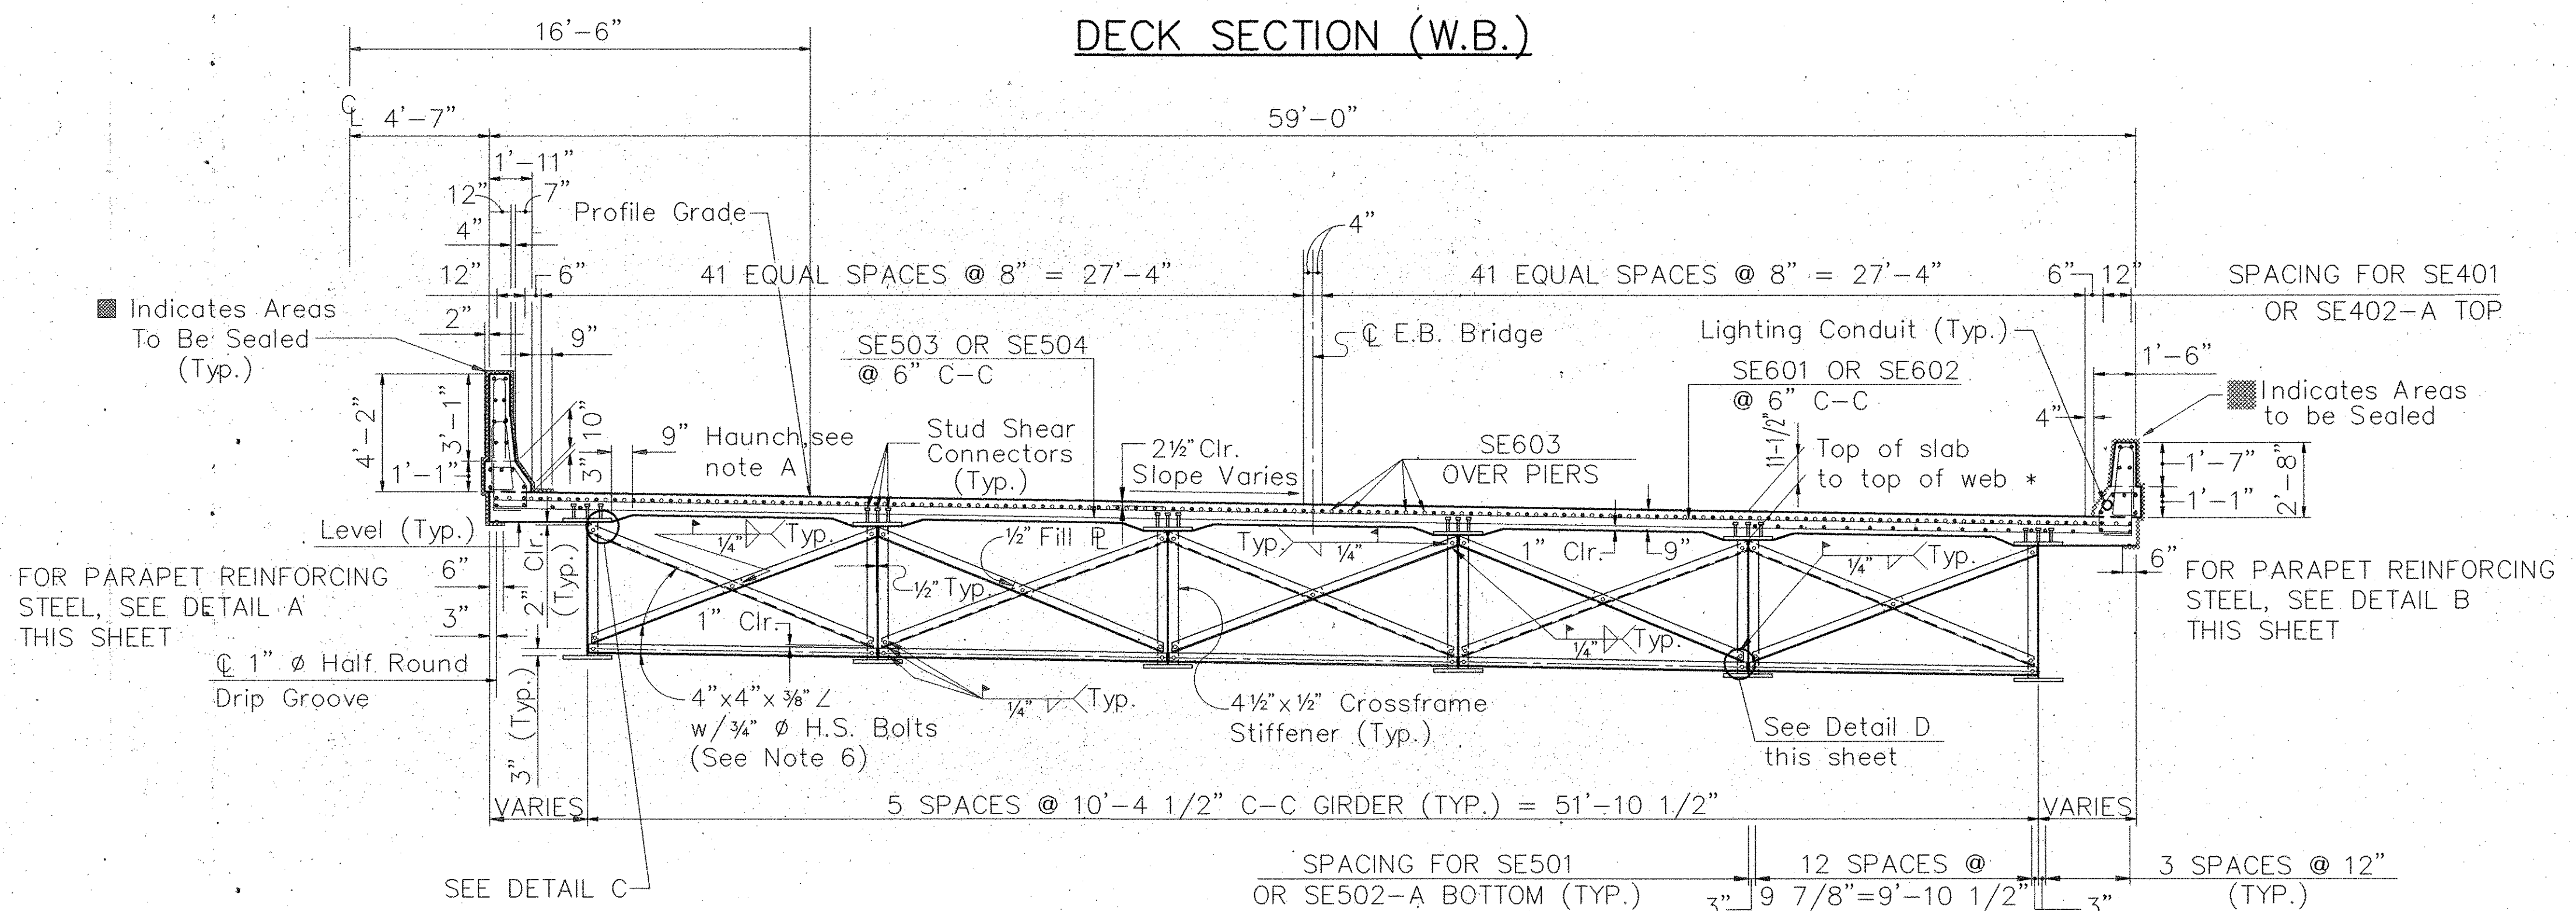 DECK SECTION (W.B.)
16'-6"
℄ 4'-7"
59'-0"
1'-11"
12"
7"
Profile Grade
4"
4"
12"
6"
41 EQUAL SPACES @ 8" = 27'-4"
41 EQUAL SPACES @ 8" = 27'-4"
6"
12"
SPACING FOR SE401
OR SE402-A TOP
Indicates Areas
To Be Sealed
(Typ.)
2"
9"
SE503 OR SE504
@ 6" C-C
℄ E.B. Bridge
Lighting Conduit (Typ.)
SE601 OR SE602
@ 6" C-C
1'-6"
4"
Indicates Areas
to be Sealed
4'-2"
3'-1"
1'-1"
10"
3"
9" Haunch,see
note A
Stud Shear
Connectors
(Typ.)
2½" Clr.
Slope Varies
SE603
OVER PIERS
11-1/2"
Top of slab
to top of web *
1'-7"
1'-1"
2'-8"
Level (Typ.)
2" Clr.
(Typ.)
1/4"
Typ.
½" Fill ℄
½" Typ.
Typ.
1/4"
1" Clr.
9"
1/4"
Typ.
6"
FOR PARAPET REINFORCING
STEEL, SEE DETAIL A
THIS SHEET
6"
3"
1" Clr.
1/4"
Typ.
FOR PARAPET REINFORCING
STEEL, SEE DETAIL B
THIS SHEET
℄ 1" Ø Half Round
Drip Groove
3" (Typ.)
4"x4"x⅜" ∠
w/¾" Ø H.S. Bolts
(See Note 6)
1/4"
Typ.
4½"x½" Crossframe
Stiffener (Typ.)
See Detail D
this sheet
VARIES
5 SPACES @ 10'-4 1/2" C-C GIRDER (TYP.) = 51'-10 1/2"
VARIES
SEE DETAIL C
SPACING FOR SE501
OR SE502-A BOTTOM (TYP.)
3"
12 SPACES @
9 7/8"=9'-10 1/2"
3"
3 SPACES @ 12"
(TYP.)